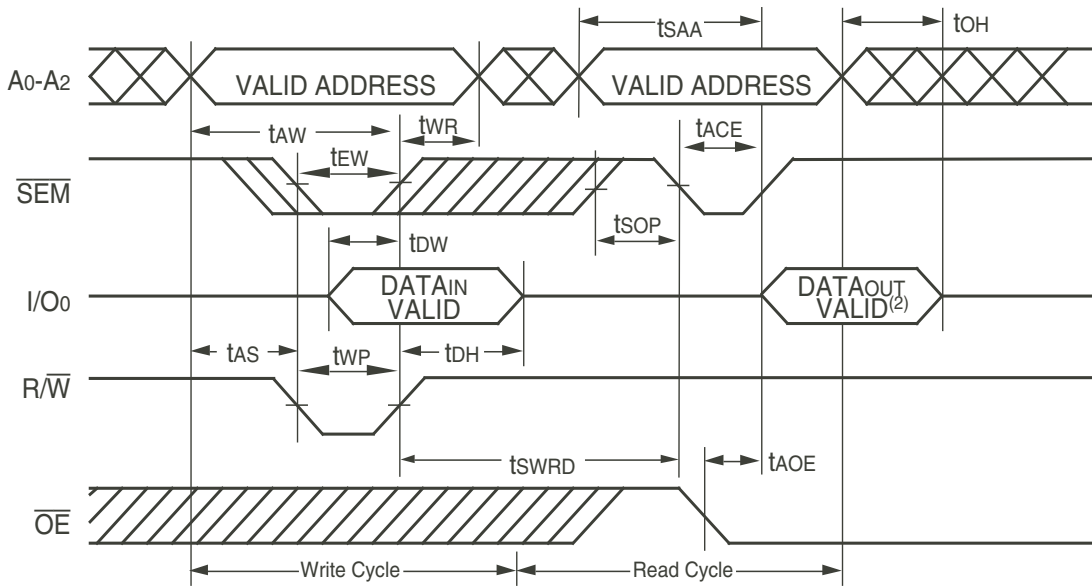 tSAA
tOH
A0-A2
VALID ADDRESS
VALID ADDRESS
tAW
tWR
tACE
tEW
SEM
tSOP
tDW
I/O0
DATAIN
VALID
DATAOUT
VALID(2)
tAS
tWP
tDH
R/W
tSWRD
tAOE
OE
Write Cycle
Read Cycle